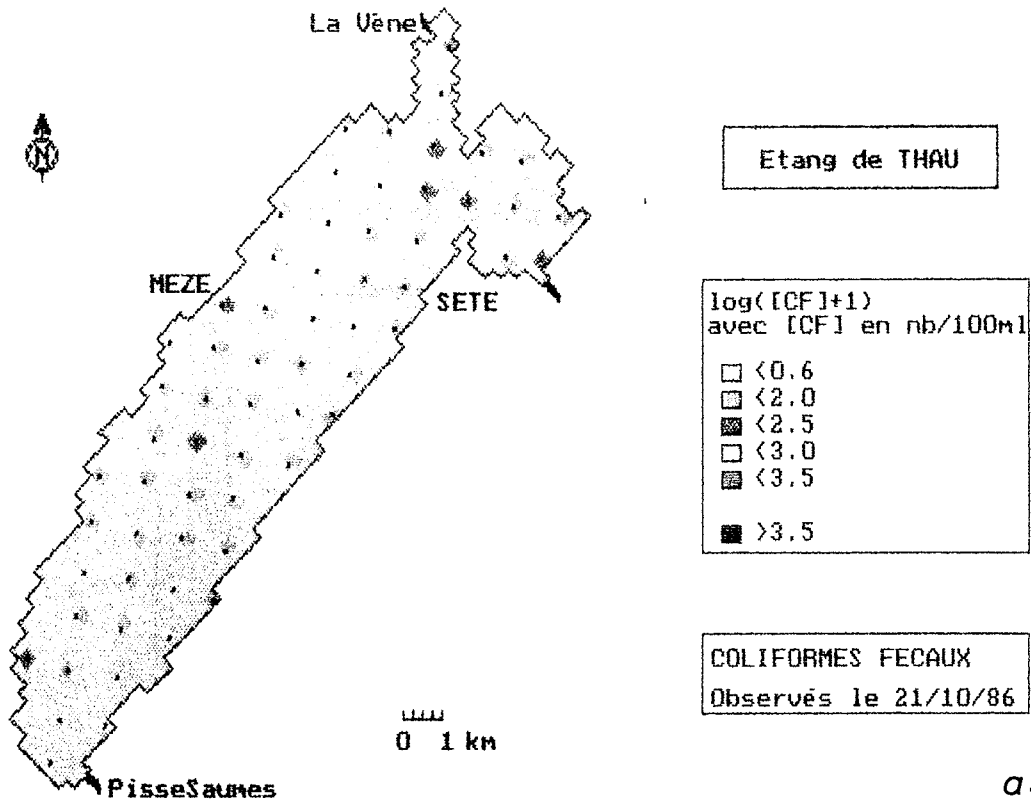 La Vène
N
Etang de THAU
MEZE
SETE
log([CF]+1)
avec [CF] en nb/100ml
<0.6
<2.0
<2.5
<3.0
<3.5
>3.5
COLIFORMES FECAUX
Observés le 21/10/86
0 1 km
PisseSaumes
a.